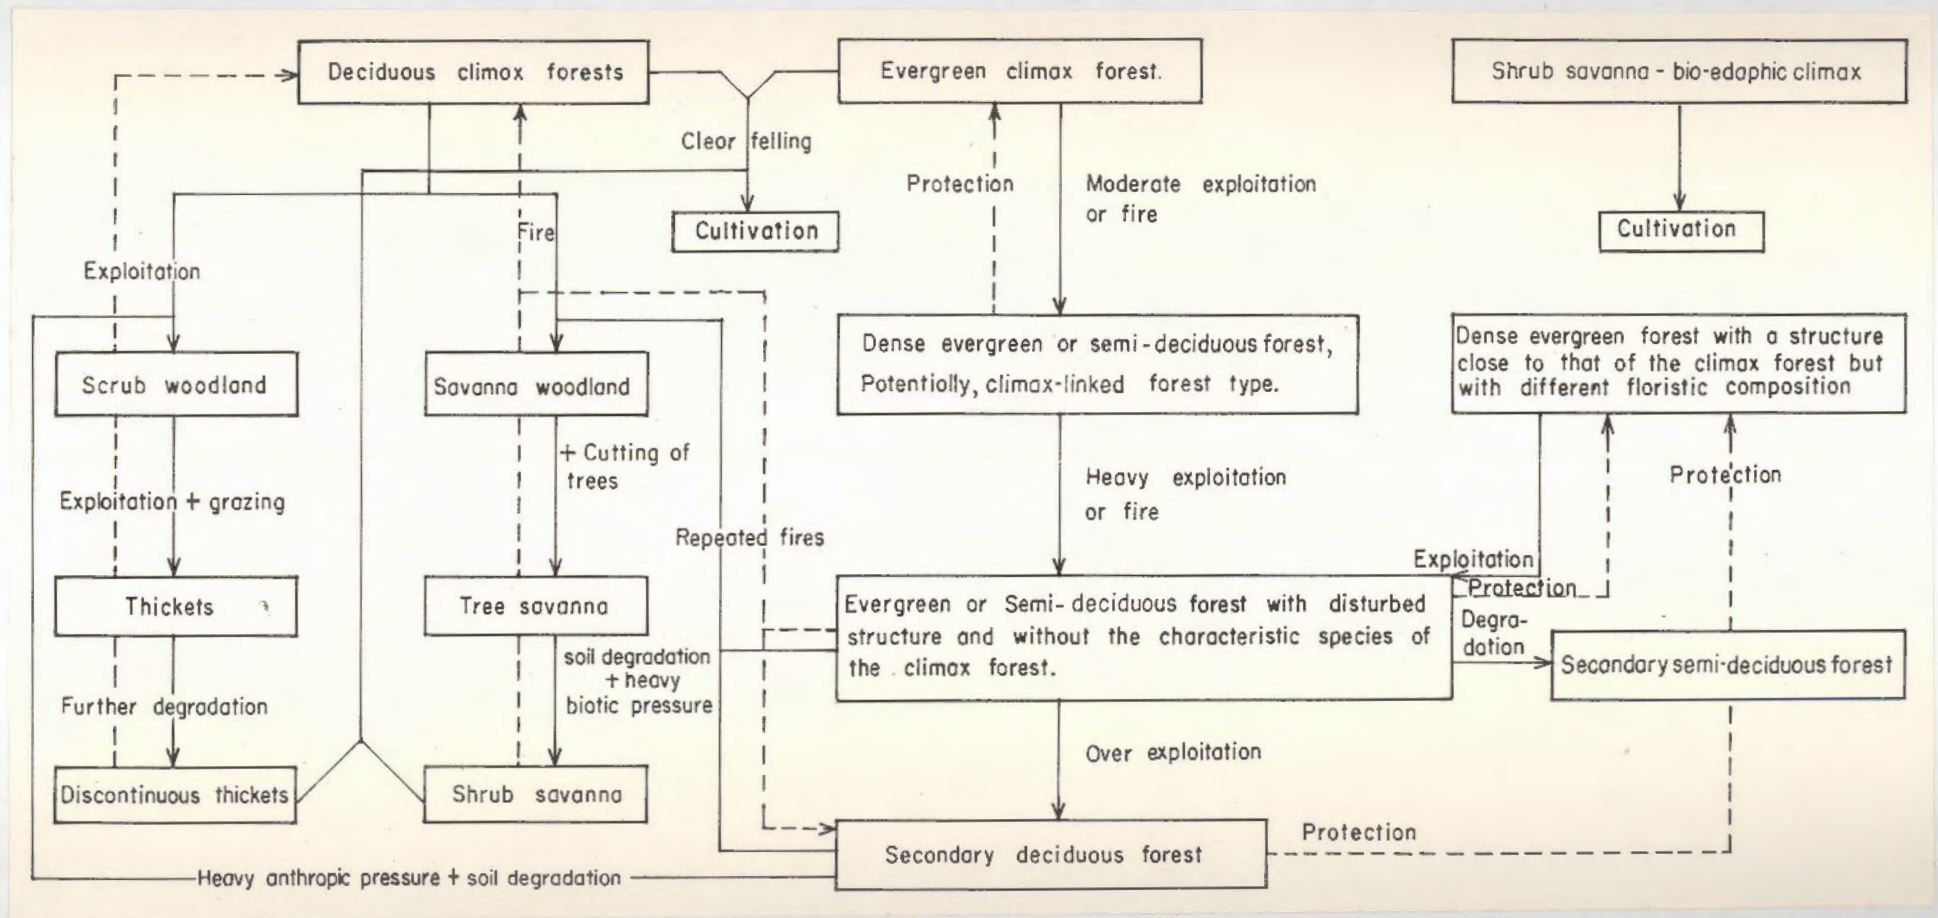 Deciduous climax forests
Evergreen climax forest.
Shrub savanna - bio-edaphic climax
Clear felling
Protection
Moderate exploitation
or fire
Fire
Cultivation
Cultivation
Exploitation
Scrub woodland
Savanna woodland
Dense evergreen or semi-deciduous forest,
Potentially, climax-linked forest type.
Dense evergreen forest with a structure
close to that of the climax forest but
with different floristic composition
+ Cutting of
trees
Exploitation + grazing
Heavy exploitation
or fire
Protection
Repeated fires
Exploitation
Protection
Thickets
Tree savanna
Evergreen or Semi-deciduous forest with disturbed
structure and without the characteristic species of
the climax forest.
Degra-
dation
Secondary semi-deciduous forest
soil degradation
+ heavy
biotic pressure
Further degradation
Over exploitation
Discontinuous thickets
Shrub savanna
Secondary deciduous forest
Protection
Heavy anthropic pressure + soil degradation